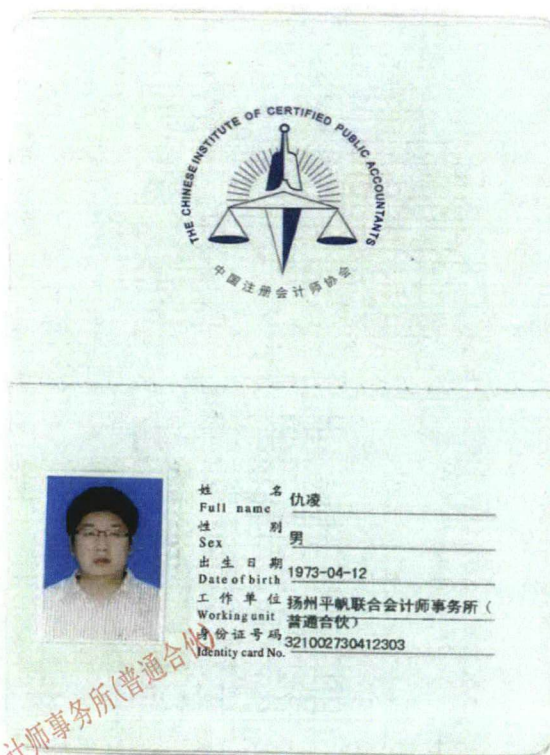 THE CHINESE INSTITUTE OF CERTIFIED PUBLIC ACCOUNTANTS
中国注册会计师协会
姓 名 仇凌
Full name
性 别 男
Sex
出生日期 1973-04-12
Date of birth
工作单位 扬州平帆联合会计师事务所（
Working unit 普通合伙）
身份证号码 321002730412303
Identity card No.
计师事务所(普通合伙)